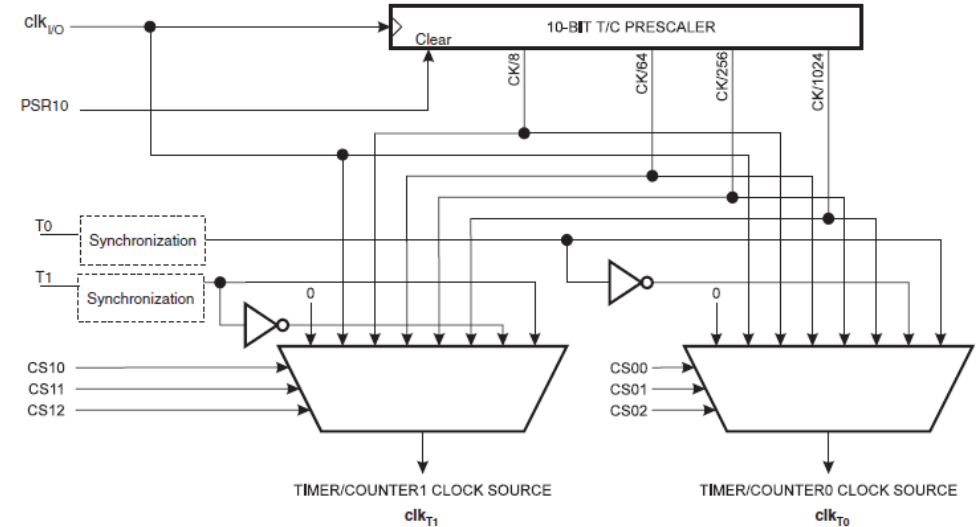 clkI/O
10-BIT T/C PRESCALER
Clear
CK/8
CK/64
CK/256
CK/1024
PSR10
T0
Synchronization
T1
Synchronization
0
0
CS10
CS11
CS12
CS00
CS01
CS02
TIMER/COUNTER1 CLOCK SOURCE
clkT1
TIMER/COUNTER0 CLOCK SOURCE
clkT0